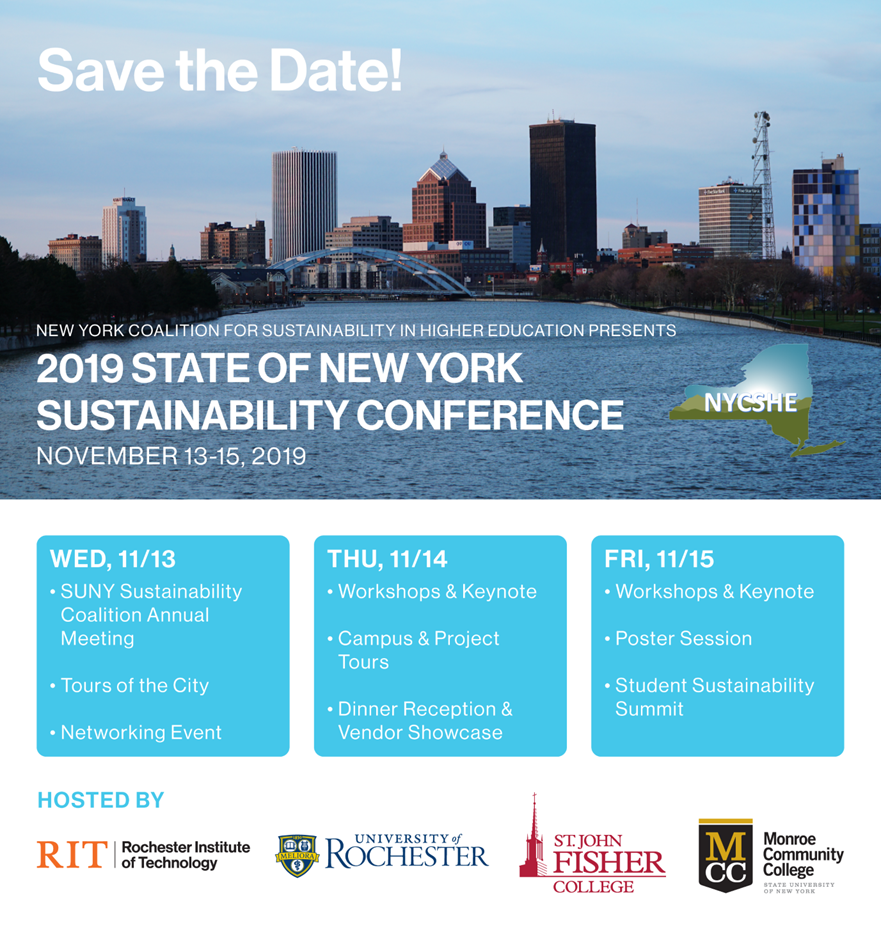 Save the Date!
NEW YORK COALITION FOR SUSTAINABILITY IN HIGHER EDUCATION PRESENTS
2019 STATE OF NEW YORK
SUSTAINABILITY CONFERENCE
NOVEMBER 13-15, 2019
NYCSHE
WED, 11/13
• SUNY Sustainability
Coalition Annual
Meeting
• Tours of the City
• Networking Event
THU, 11/14
• Workshops & Keynote
• Campus & Project
Tours
• Dinner Reception &
Vendor Showcase
FRI, 11/15
• Workshops & Keynote
• Poster Session
• Student Sustainability
Summit
HOSTED BY
RIT
Rochester Institute
of Technology
MELIORA
UNIVERSITY of
ROCHESTER
ST. JOHN
FISHER
COLLEGE
M
CC
Monroe
Community
College
STATE UNIVERSITY
OF NEW YORK